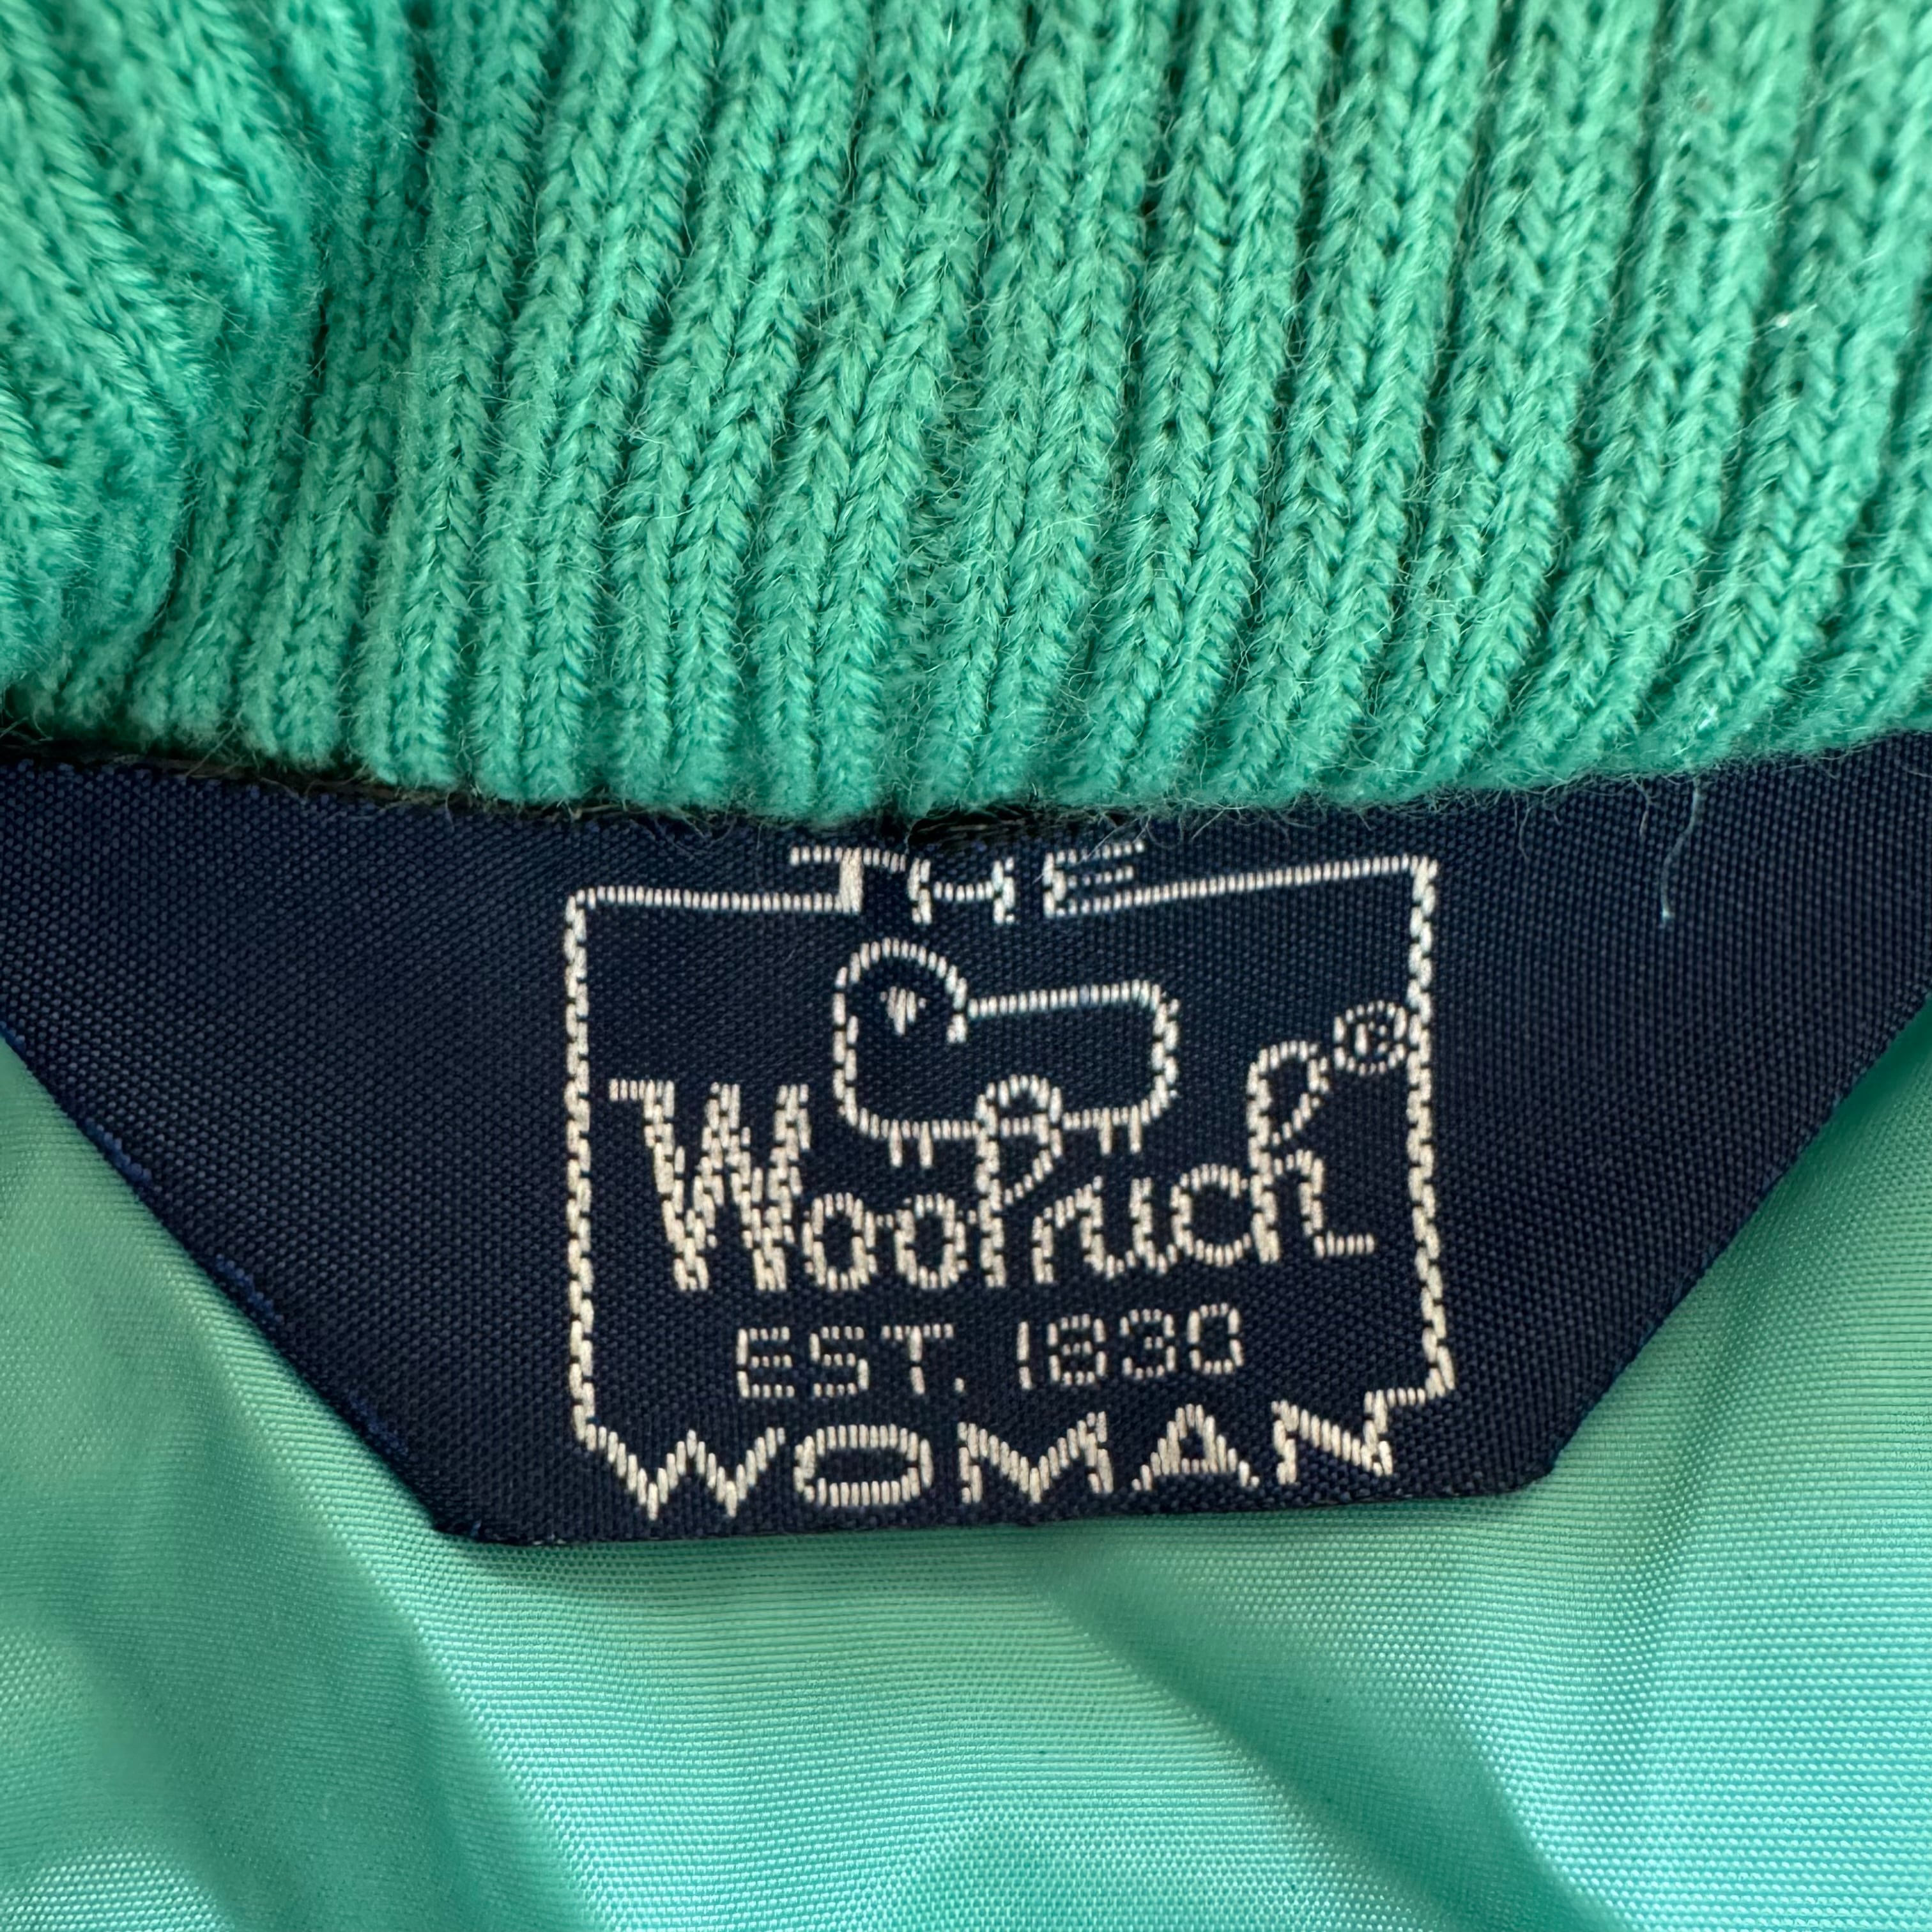 THE
Woolrich®
EST. 1830
WOMAN